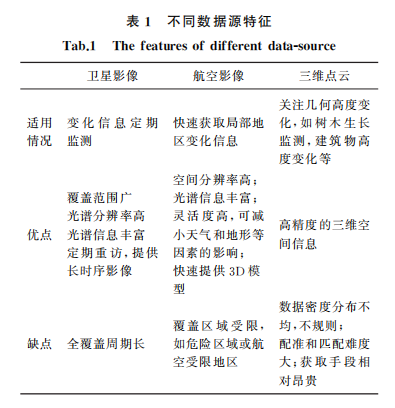 表 1 不同数据源特征
Tab.1 The features of different data-source
卫星影像 航空影像 三维点云
适用情况
变化信息定期
监测
快速获取局部地
区变化信息
关注几何高度变
化,如树木生长
监测,建筑物高
度变化等
优点
覆盖范围广
光谱分辨率高
光谱信息丰富
定期重访,提供
长时序影像
空间分辨率高;
光谱信息丰富;
灵活度高,可减
小天气和地形等
因素的影响;
快速提供 3D 模
型
高精度的三维空
间信息
缺点
全覆盖周期长
覆盖区域受限,
如危险区域或航
空受限地区
数据密度分布不
均,不规则;
配准和匹配难度
大;获取手段相
对昂贵